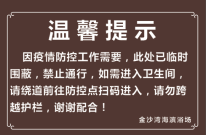 温馨提示
因疫情防控工作需要，此处已临时
围蔽，禁止通行，如需进入卫生间，
请绕道前往防控点扫码进入，请勿跨
越护栏，谢谢配合！
金沙湾海滨浴场